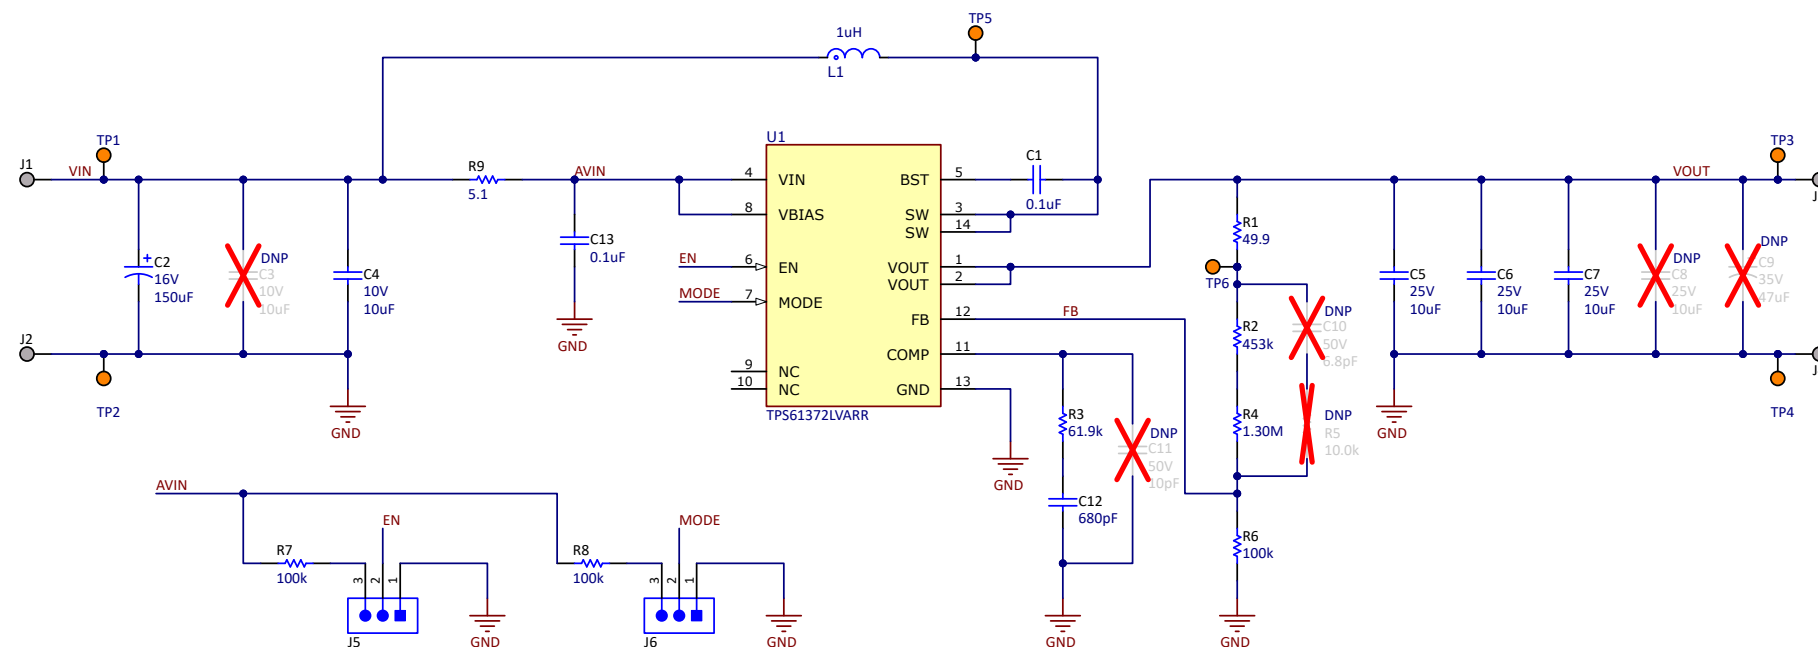 TP5
1uH
L1
U1
TP1
J1
VIN
R9
5.1
AVIN
4
VIN
BST
5
C1
0.1uF
VOUT
TP3
J
8
VBIAS
SW
3
SW
14
R1
49.9
C2
16V
150uF
DNP
C3
10V
10uF
C4
10V
10uF
C13
0.1uF
EN
6
EN
VOUT
1
VOUT
2
TP6
MODE
7
MODE
C5
25V
10uF
C6
25V
10uF
C7
25V
10uF
DNP
C8
25V
10uF
DNP
C9
35V
47uF
FB
12
FB
R2
453k
DNP
C10
50V
6.8pF
J2
GND
COMP
11
9
NC
10
NC
GND
13
J
TP2
GND
TPS61372LVARR
R3
61.9k
DNP
C11
50V
10pF
R4
1.30M
DNP
R5
10.0k
GND
TP4
GND
AVIN
EN
MODE
C12
680pF
R7
100k
3
2
1
J5
GND
R8
100k
3
2
1
J6
GND
R6
100k
GND
GND